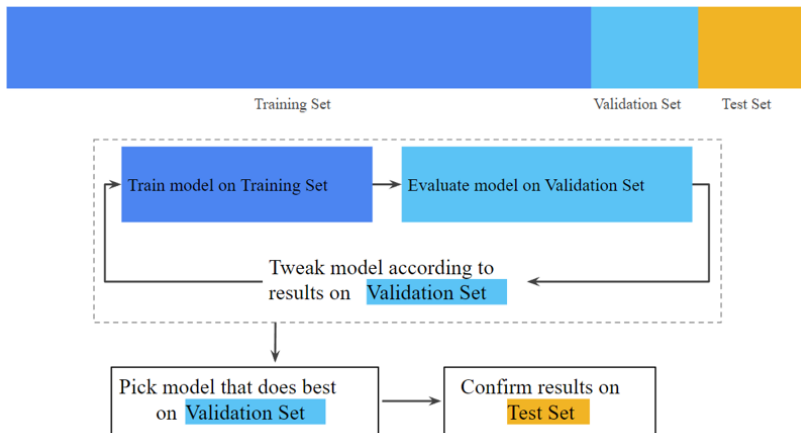 Training Set
Validation Set
Test Set
Train model on Training Set
Evaluate model on Validation Set
Tweak model according to
results on Validation Set
Pick model that does best
on Validation Set
Confirm results on
Test Set